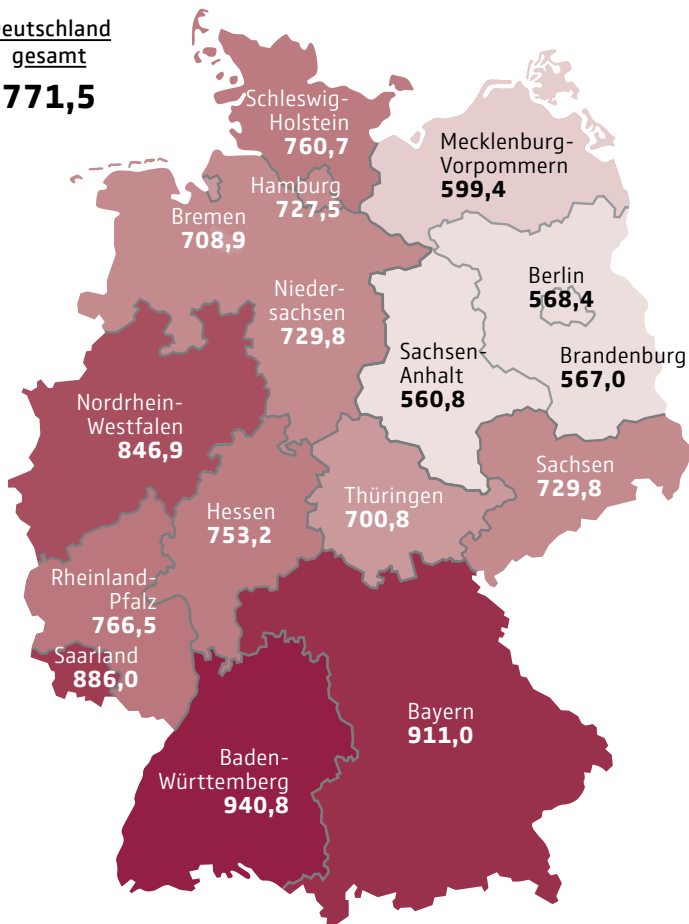 Deutschland
gesamt
771,5
Schleswig-
Holstein
760,7
Mecklenburg-
Vorpommern
599,4
Hamburg
727,5
Bremen
708,9
Nieder-
sachsen
729,8
Berlin
568,4
Brandenburg
567,0
Sachsen-
Anhalt
560,8
Nordrhein-
Westfalen
846,9
Sachsen
729,8
Thüringen
700,8
Hessen
753,2
Rheinland-
Pfalz
766,5
Saarland
886,0
Bayern
911,0
Baden-
Württemberg
940,8